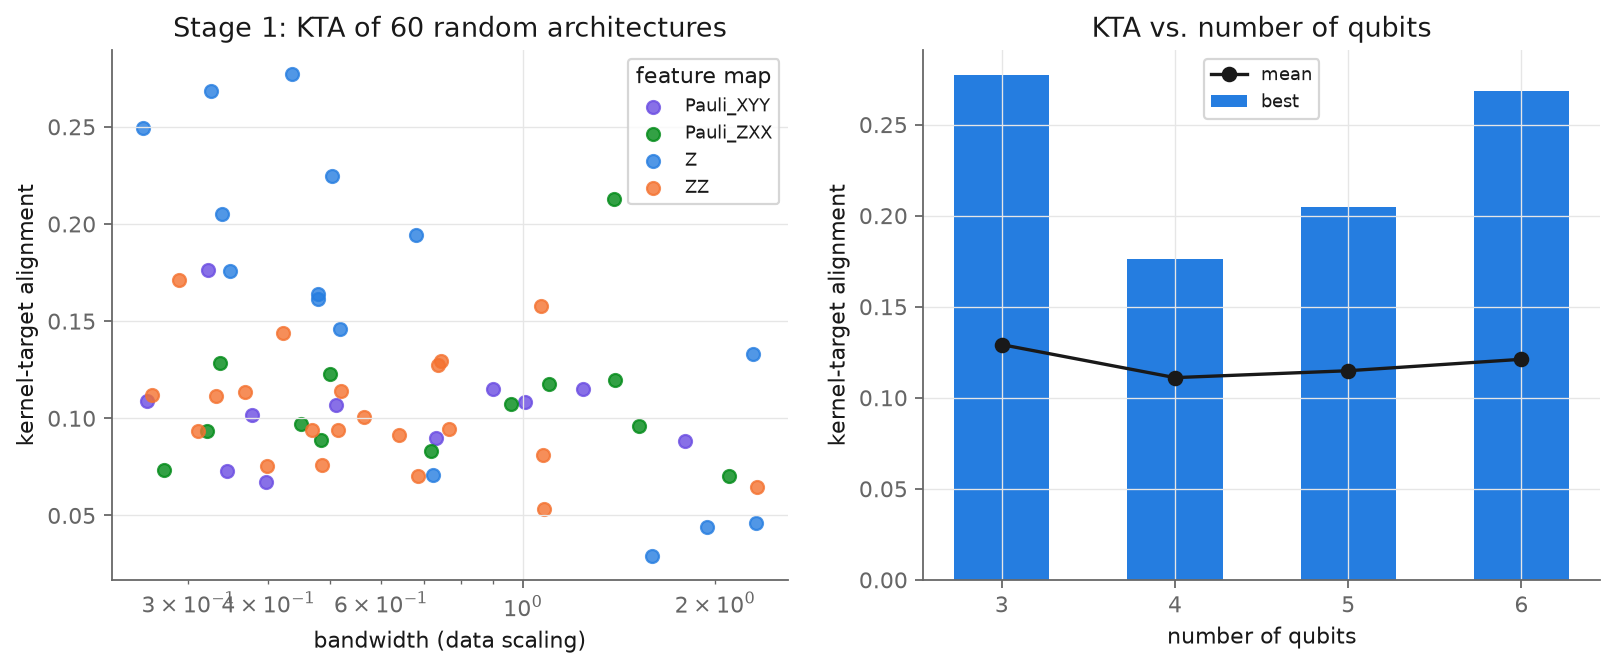 Stage 1: KTA of 60 random architectures
kernel-target alignment
0.25
0.20
0.15
0.10
0.05
feature map
Pauli_XYY
Pauli_ZXX
Z
ZZ
3 × 10⁻¹
4 × 10⁻¹
6 × 10⁻¹
10⁰
2 × 10⁰
bandwidth (data scaling)
KTA vs. number of qubits
kernel-target alignment
0.25
0.20
0.15
0.10
0.05
0.00
mean
best
3
4
5
6
number of qubits